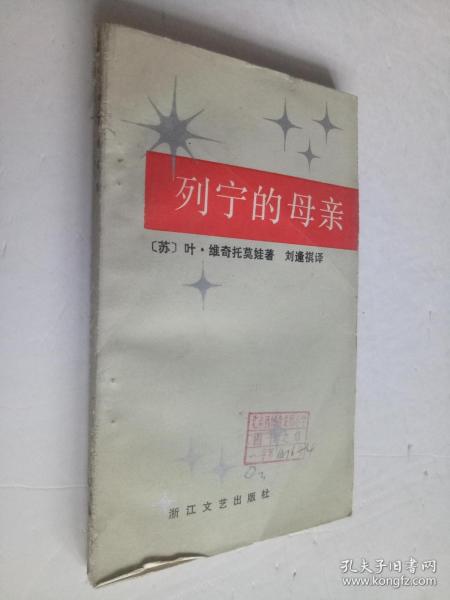 列宁的母亲
〔苏〕叶·维奇托莫娃著 刘逢祺译
浙江文艺出版社
孔夫子旧书网
www.kongfz.com